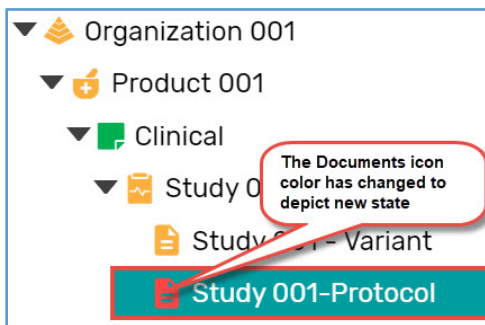 Organization 001
Product 001
Clinical
The Documents icon
color has changed to
depict new state
Study 0
Study 001 - Variant
Study 001-Protocol